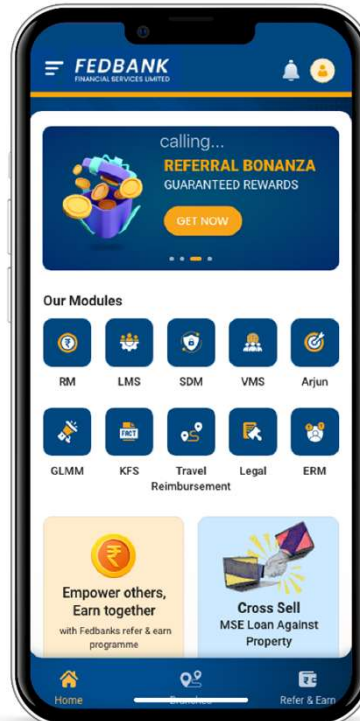 FEDBANK
FINANCIAL SERVICES LIMITED
calling...
REFERRAL BONANZA
GUARANTEED REWARDS
GET NOW
Our Modules
RM LMS SDM VMS Arjun
FACT
GLMM KFS Travel Reimbursement Legal ERM
Empower others,
Earn together
with Fedbanks refer & earn
programme
Cross Sell
MSE Loan Against
Property
Home Branches Refer & Earn